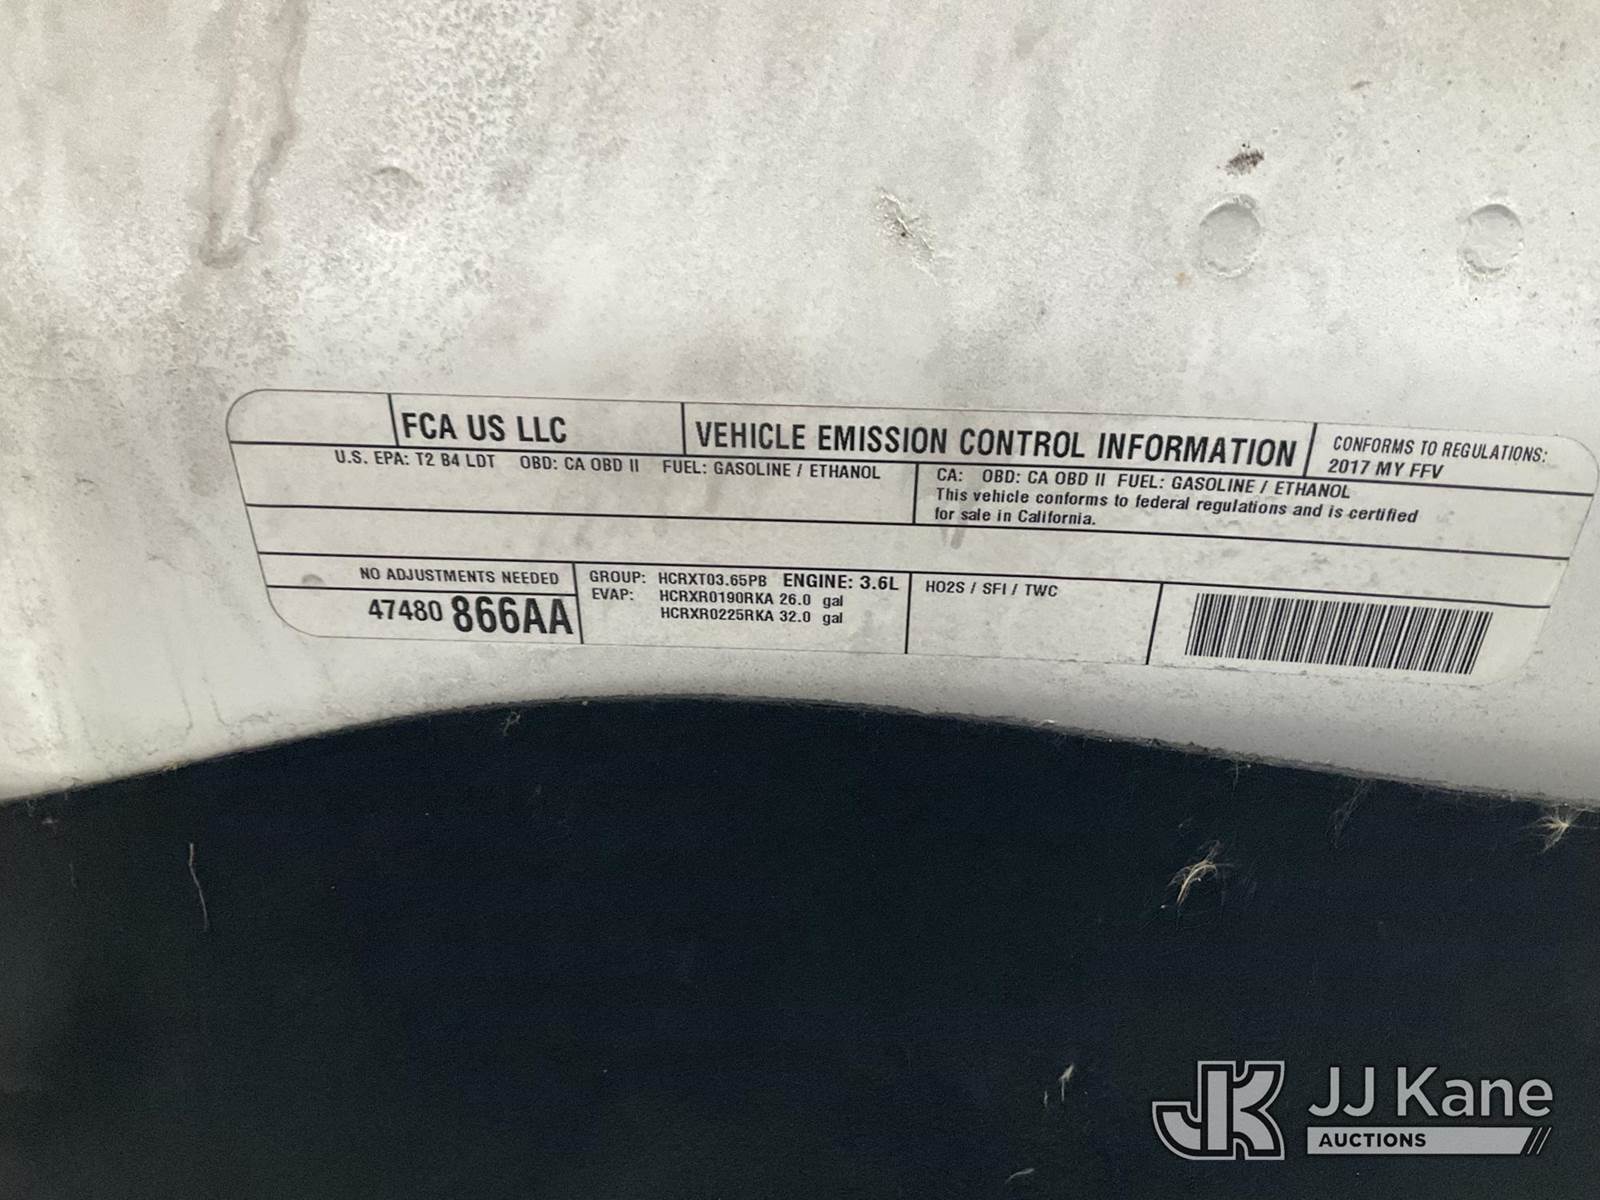 FCA US LLC
VEHICLE EMISSION CONTROL INFORMATION
CONFORMS TO REGULATIONS:
2017 MY FFV
U.S. EPA: T2 B4 LDT OBD: CA OBD II FUEL: GASOLINE / ETHANOL
CA: OBD: CA OBD II FUEL: GASOLINE / ETHANOL
This vehicle conforms to federal regulations and is certified
for sale in California.
NO ADJUSTMENTS NEEDED
47480 866AA
GROUP: HCRXT03.65PB ENGINE: 3.6L
EVAP: HCRXR0190RKA 26.0 gal
HCRXR0225RKA 32.0 gal
HO2S / SFI / TWC
JK JJ Kane
AUCTIONS